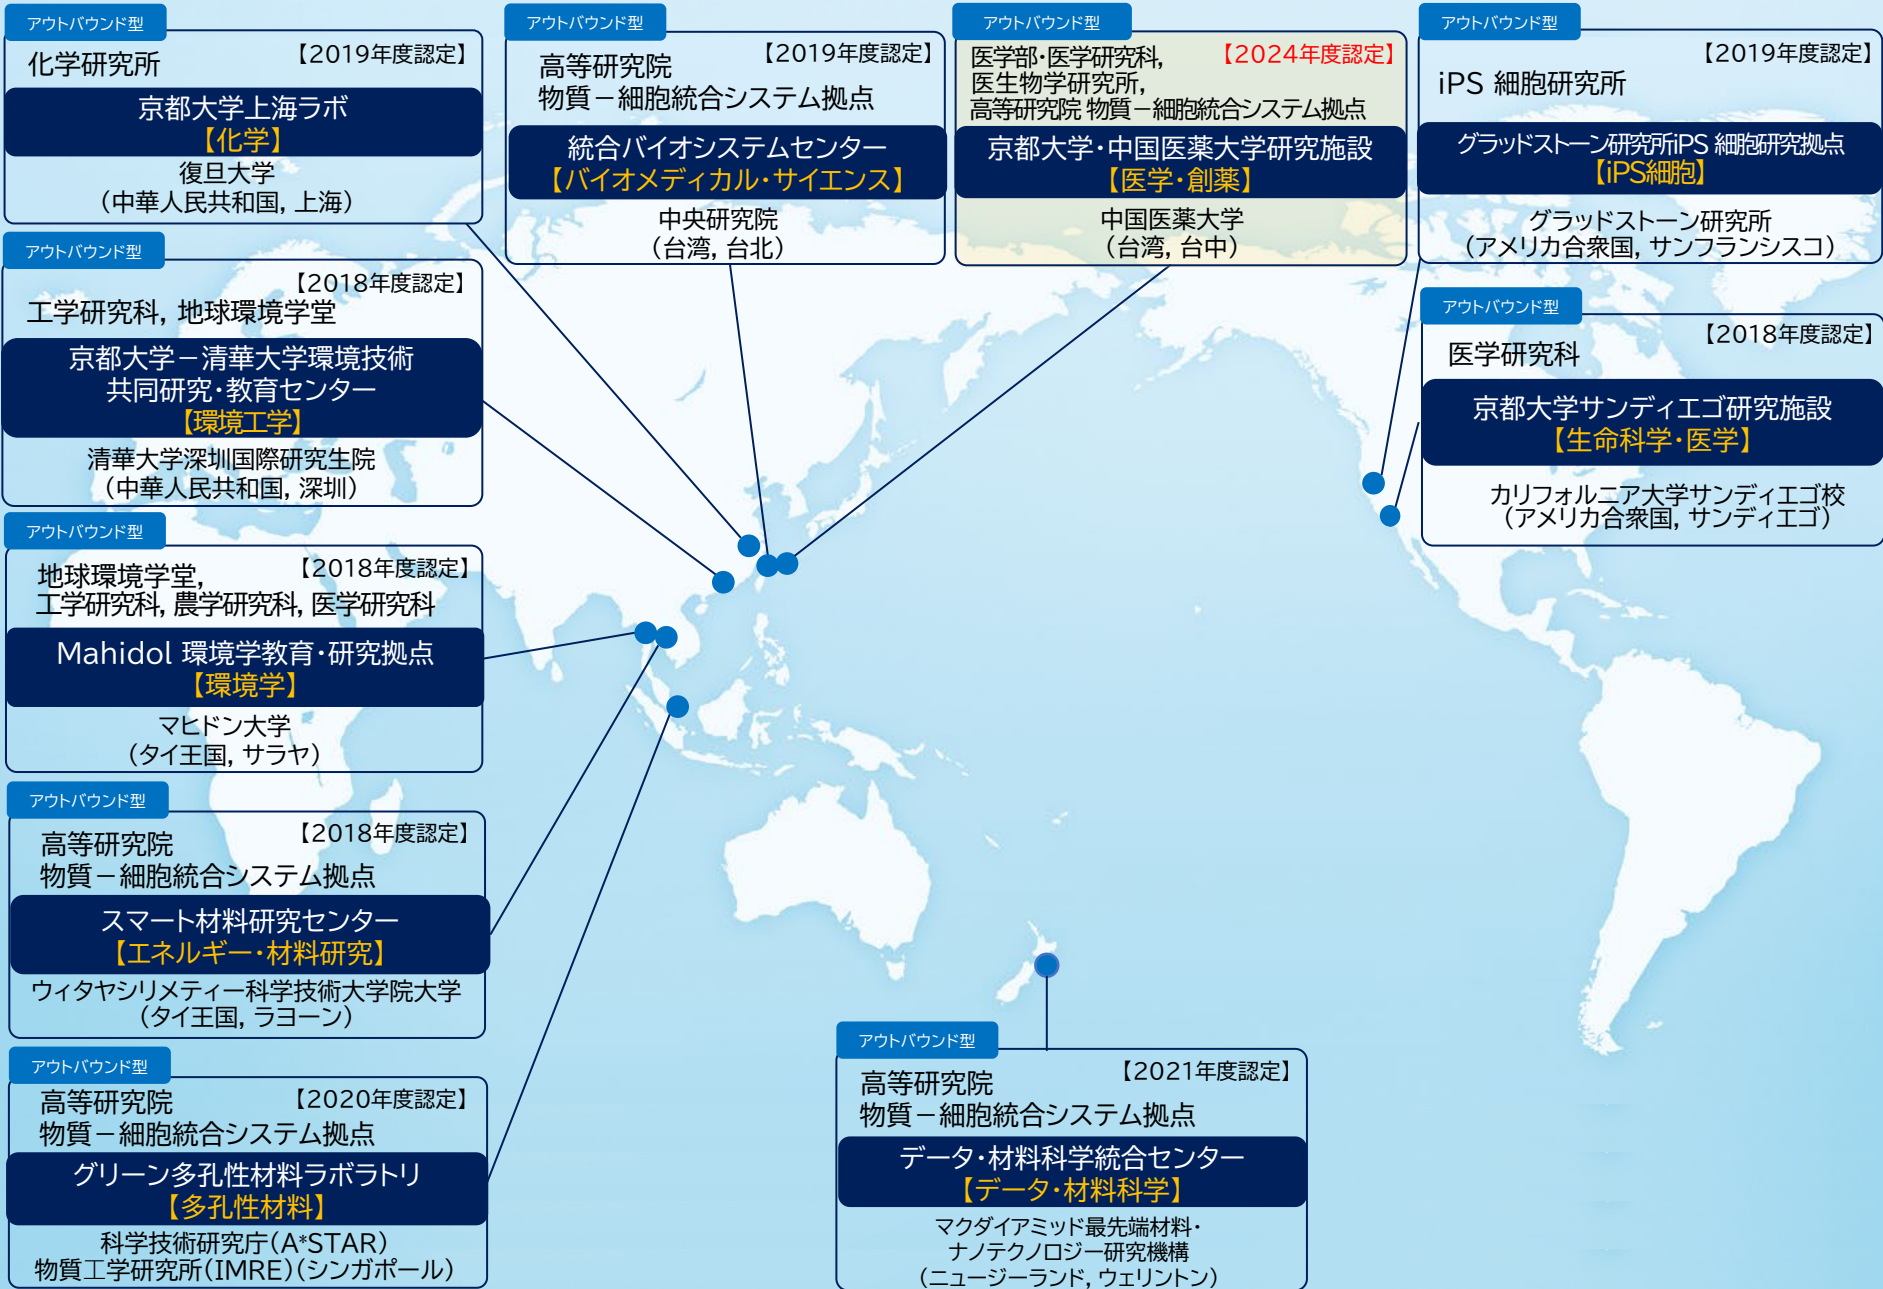 アウトバウンド型
化学研究所
【2019年度認定】
京都大学上海ラボ
【化学】
復旦大学
（中華人民共和国, 上海）
アウトバウンド型
高等研究院
【2019年度認定】
物質－細胞統合システム拠点
統合バイオシステムセンター
【バイオメディカル・サイエンス】
中央研究院
（台湾, 台北）
アウトバウンド型
医学部・医学研究科,
【2024年度認定】
医生物学研究所,
高等研究院 物質－細胞統合システム拠点
京都大学・中国医薬大学研究施設
【医学・創薬】
中国医薬大学
（台湾, 台中）
アウトバウンド型
【2019年度認定】
iPS 細胞研究所
グラッドストーン研究所iPS 細胞研究拠点
【iPS細胞】
グラッドストーン研究所
（アメリカ合衆国, サンフランシスコ）
アウトバウンド型
【2018年度認定】
工学研究科, 地球環境学堂
京都大学－清華大学環境技術
共同研究・教育センター
【環境工学】
清華大学深圳国際研究生院
（中華人民共和国, 深圳）
アウトバウンド型
【2018年度認定】
医学研究科
京都大学サンディエゴ研究施設
【生命科学・医学】
カリフォルニア大学サンディエゴ校
（アメリカ合衆国, サンディエゴ）
アウトバウンド型
地球環境学堂,
【2018年度認定】
工学研究科, 農学研究科, 医学研究科
Mahidol 環境学教育・研究拠点
【環境学】
マヒドン大学
（タイ王国, サラヤ）
アウトバウンド型
高等研究院
【2018年度認定】
物質－細胞統合システム拠点
スマート材料研究センター
【エネルギー・材料研究】
ウィタヤシリメティー科学技術大学院大学
（タイ王国, ラヨーン）
アウトバウンド型
高等研究院
【2020年度認定】
物質－細胞統合システム拠点
グリーン多孔性材料ラボラトリ
【多孔性材料】
科学技術研究庁（A*STAR）
物質工学研究所（IMRE）（シンガポール）
アウトバウンド型
高等研究院
【2021年度認定】
物質－細胞統合システム拠点
データ・材料科学統合センター
【データ・材料科学】
マクダイアミッド最先端材料・
ナノテクノロジー研究機構
（ニュージーランド, ウェリントン）